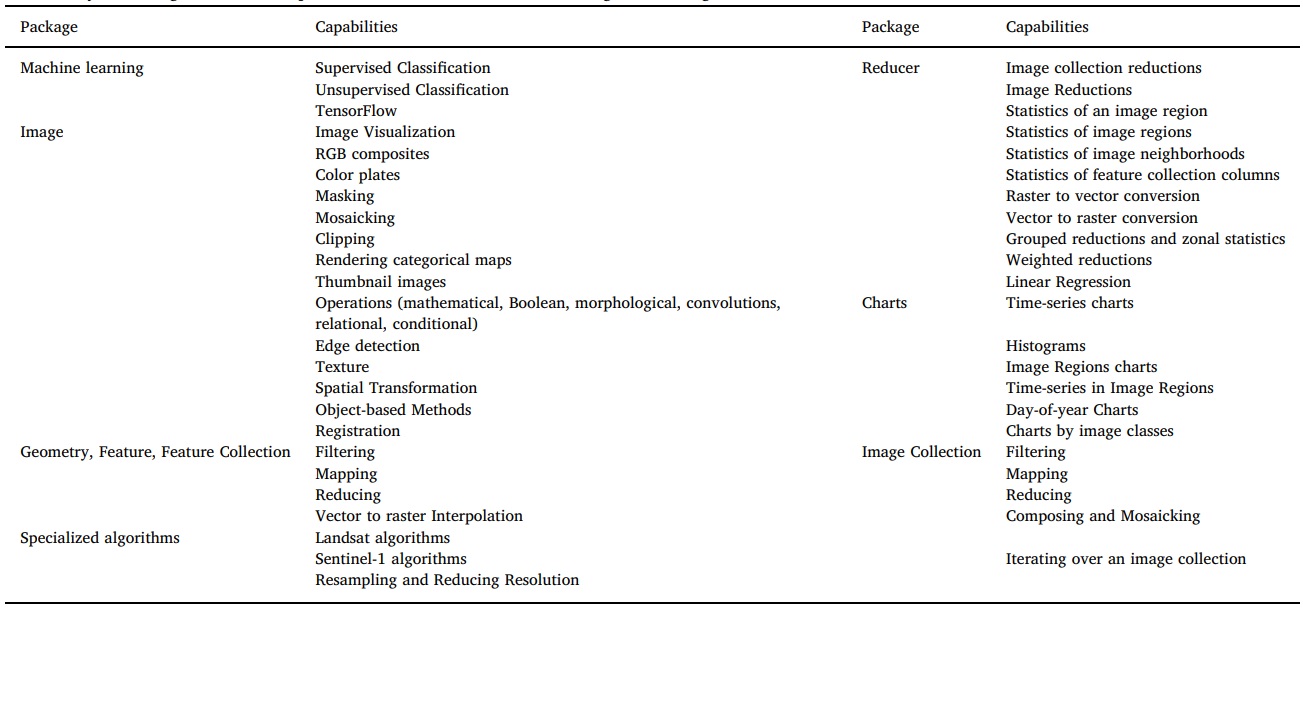 Package Capabilities Package Capabilities
Machine learning Supervised Classification Reducer Image collection reductions
Unsupervised Classification Image Reductions
TensorFlow Statistics of an image region
Image Image Visualization Statistics of image regions
RGB composites Statistics of image neighborhoods
Color plates Statistics of feature collection columns
Masking Raster to vector conversion
Mosaicking Vector to raster conversion
Clipping Grouped reductions and zonal statistics
Rendering categorical maps Weighted reductions
Thumbnail images Linear Regression
Operations (mathematical, Boolean, morphological, convolutions, Charts Time-series charts
relational, conditional)
Edge detection Histograms
Texture Image Regions charts
Spatial Transformation Time-series in Image Regions
Object-based Methods Day-of-year Charts
Registration Charts by image classes
Geometry, Feature, Feature Collection Filtering Image Collection Filtering
Mapping Mapping
Reducing Reducing
Vector to raster Interpolation Composing and Mosaicking
Specialized algorithms Landsat algorithms
Sentinel-1 algorithms Iterating over an image collection
Resampling and Reducing Resolution